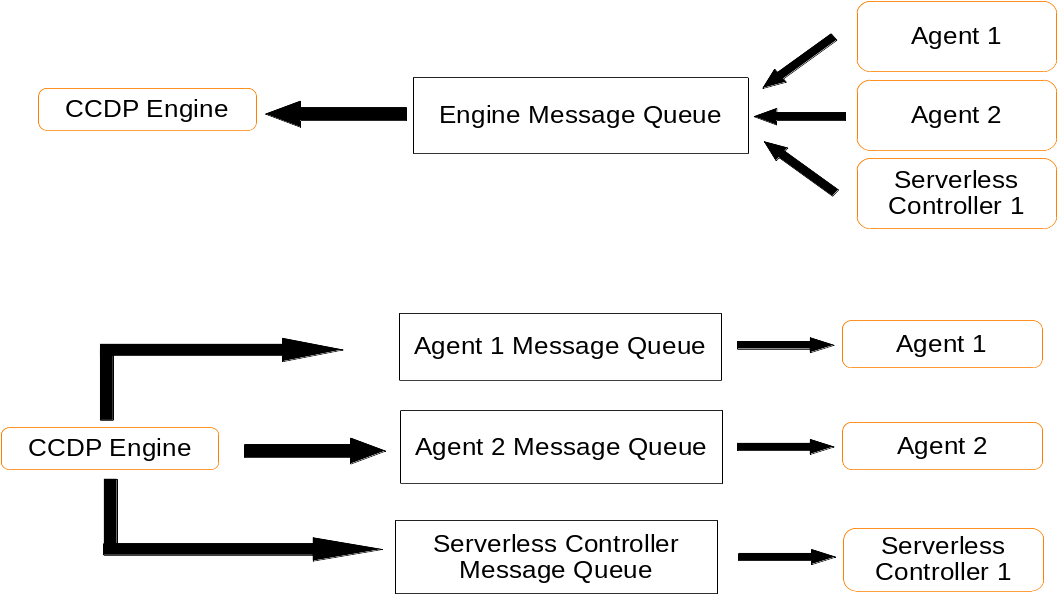 Agent 1
CCDP Engine
Engine Message Queue
Agent 2
Serverless
Controller 1
Agent 1 Message Queue
Agent 1
CCDP Engine
Agent 2 Message Queue
Agent 2
Serverless Controller
Message Queue
Serverless
Controller 1